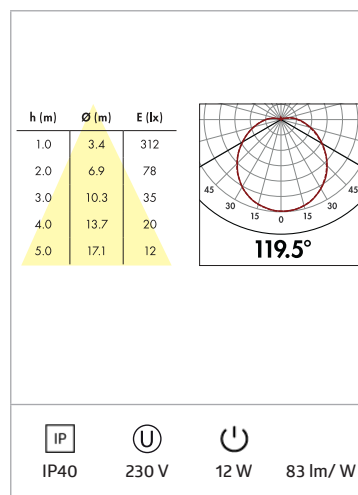 h (m) Ø (m) E (lx)
1.0 3.4 312
2.0 6.9 78
3.0 10.3 35
4.0 13.7 20
5.0 17.1 12
45 30 15 0 15 30 45
119.5°
IP U
IP40 230 V 12 W 83 lm/ W